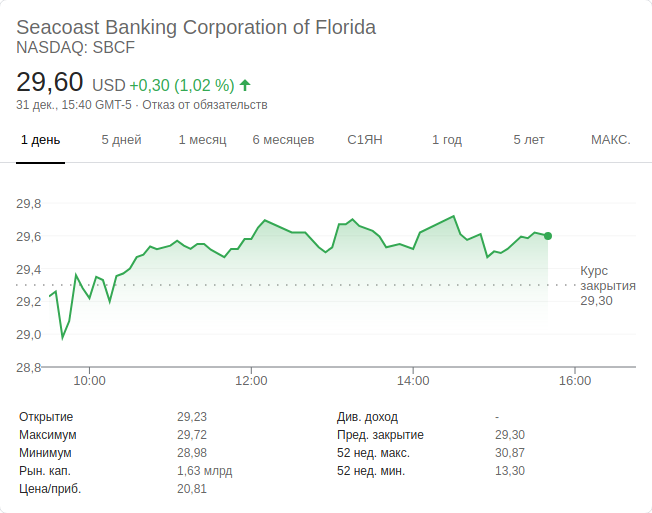 Seacoast Banking Corporation of Florida
NASDAQ: SBCF
29,60 USD +0,30 (1,02 %)
31 дек., 15:40 GMT-5 · Отказ от обязательств
1 день 5 дней 1 месяц 6 месяцев С1ЯН 1 год 5 лет МАКС.
29,8
29,6
29,4
29,2
29,0
28,8
Курс
закрытия
29,30
10:00 12:00 14:00 16:00
Открытие 29,23
Максимум 29,72
Минимум 28,98
Рын. кап. 1,63 млрд
Цена/приб. 20,81
Див. доход -
Пред. закрытие 29,30
52 нед. макс. 30,87
52 нед. мин. 13,30